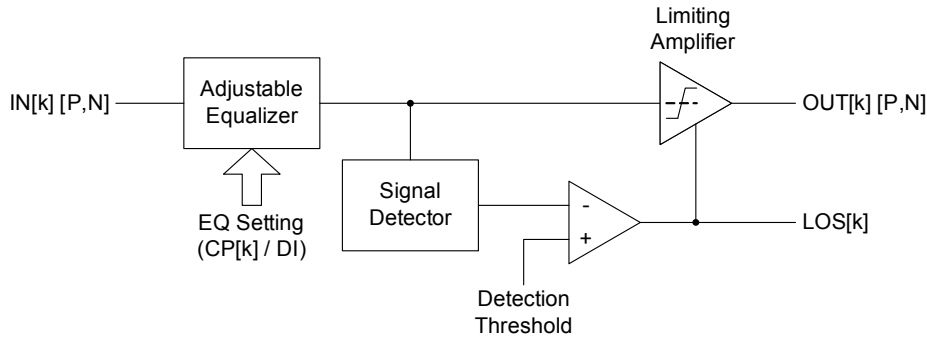 Limiting
Amplifier
IN[k] [P,N]
Adjustable
Equalizer
OUT[k] [P,N]
EQ Setting
(CP[k] / DI)
Signal
Detector
-
+
LOS[k]
Detection
Threshold